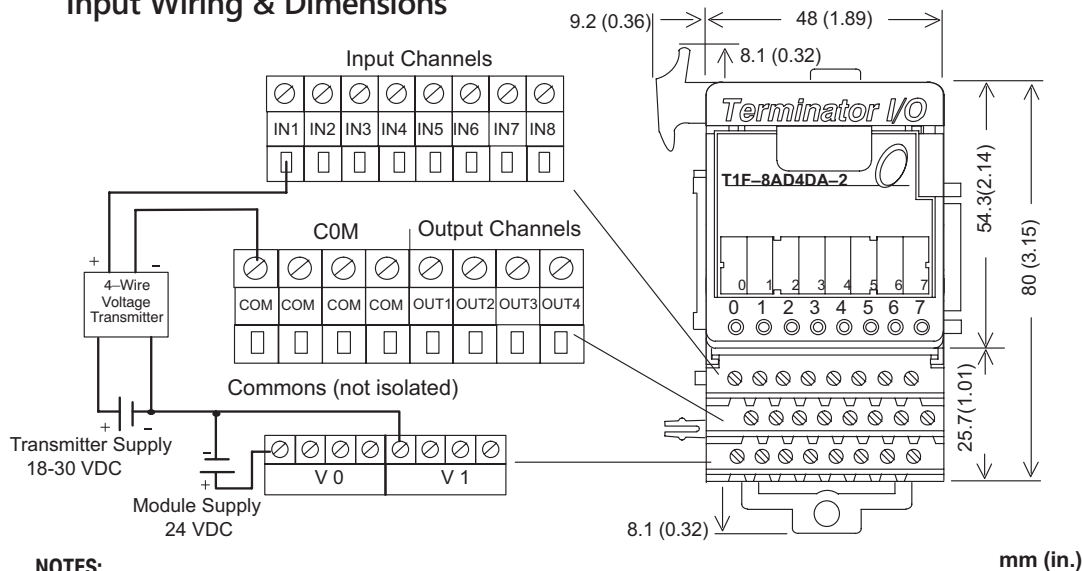 Input Wiring & Dimensions
9.2 (0.36)
48 (1.89)
8.1 (0.32)
Input Channels
IN1 IN2 IN3 IN4 IN5 IN6 IN7 IN8
Terminator I/O
T1F–8AD4DA–2
54.3(2.14)
80 (3.15)
C0M
Output Channels
COM COM COM COM OUT1 OUT2 OUT3 OUT4
+ -
4–Wire
Voltage
Transmitter
0 1 2 3 4 5 6 7
0 1 2 3 4 5 6 7
25.7(1.01)
Commons (not isolated)
+ -
Transmitter Supply
18-30 VDC
-
+
V 0 V 1
Module Supply
24 VDC
8.1 (0.32)
NOTES:
mm (in.)